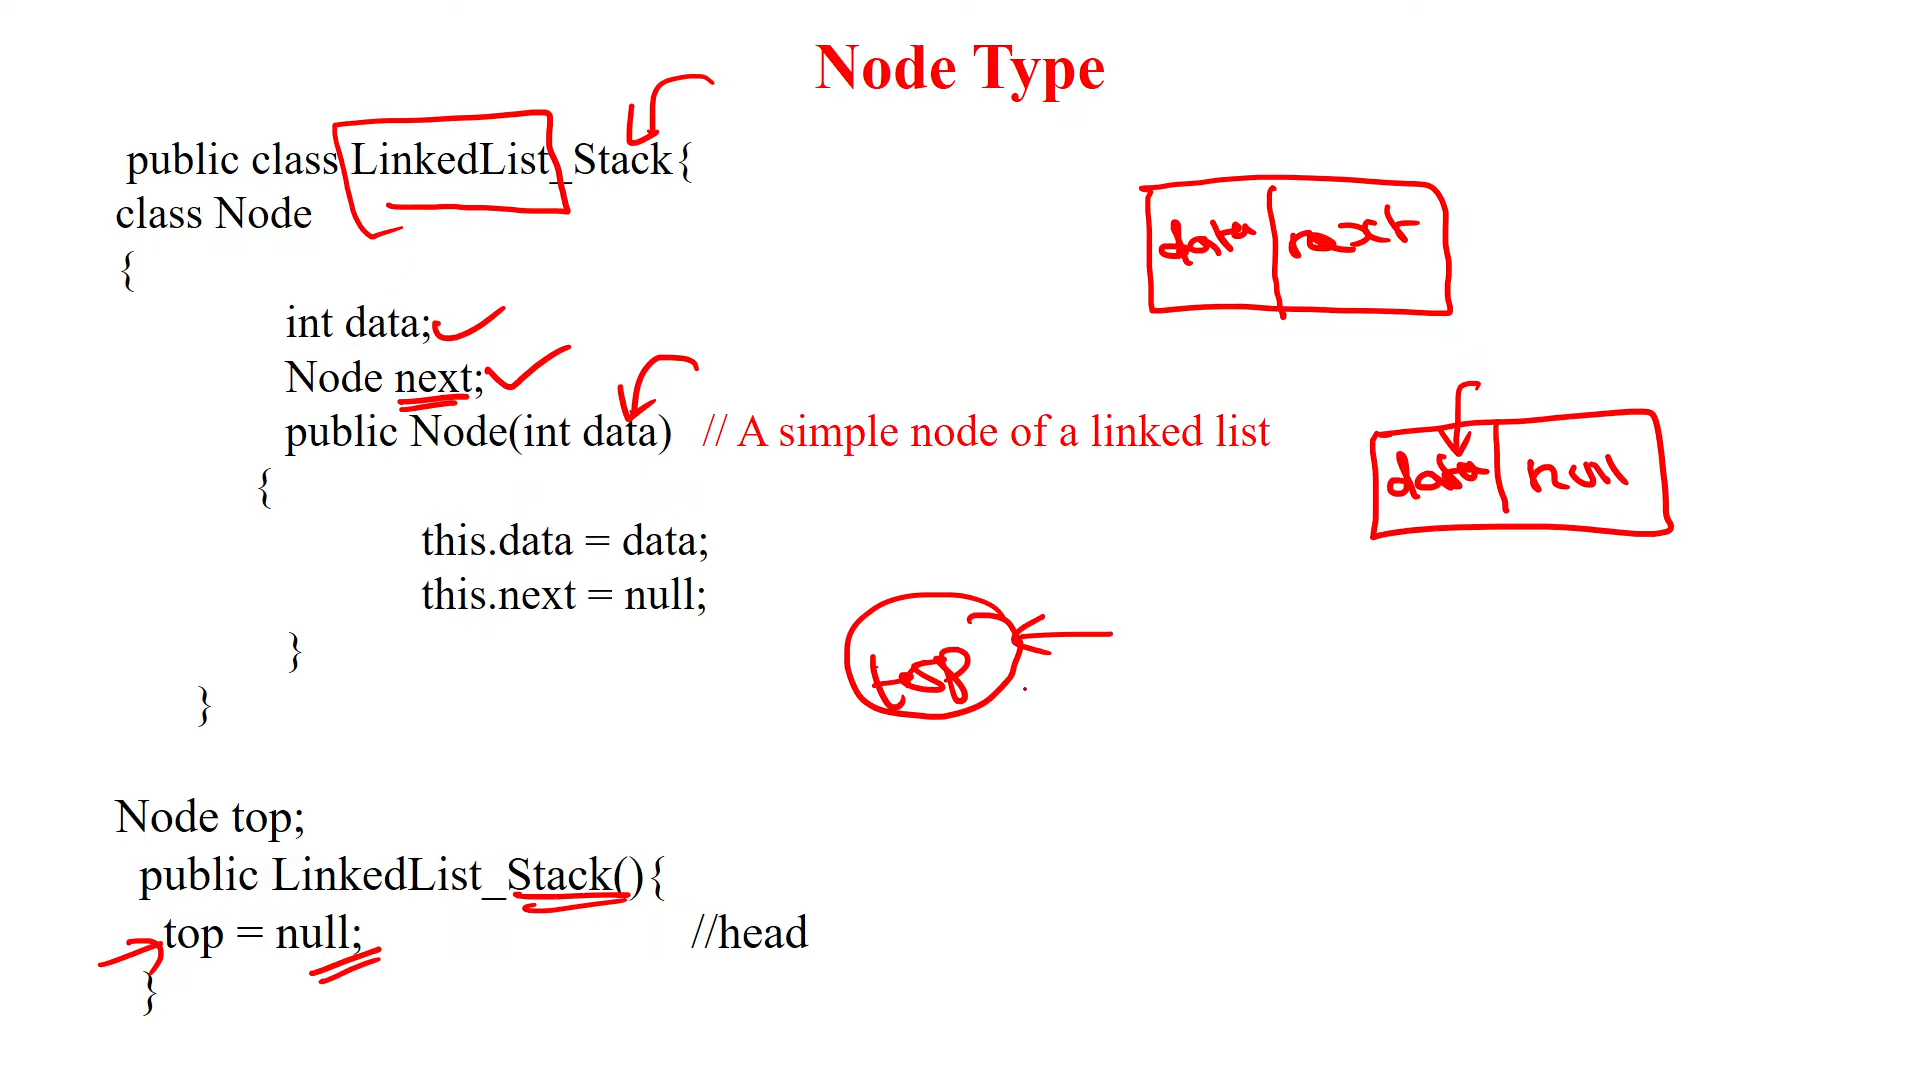 Node Type
public class LinkedList_Stack{
class Node
{
int data;
Node next;
public Node(int data) // A simple node of a linked list
{
this.data = data;
this.next = null;
}
}
Node top;
public LinkedList_Stack(){
top = null; //head
}
data next
data null
top